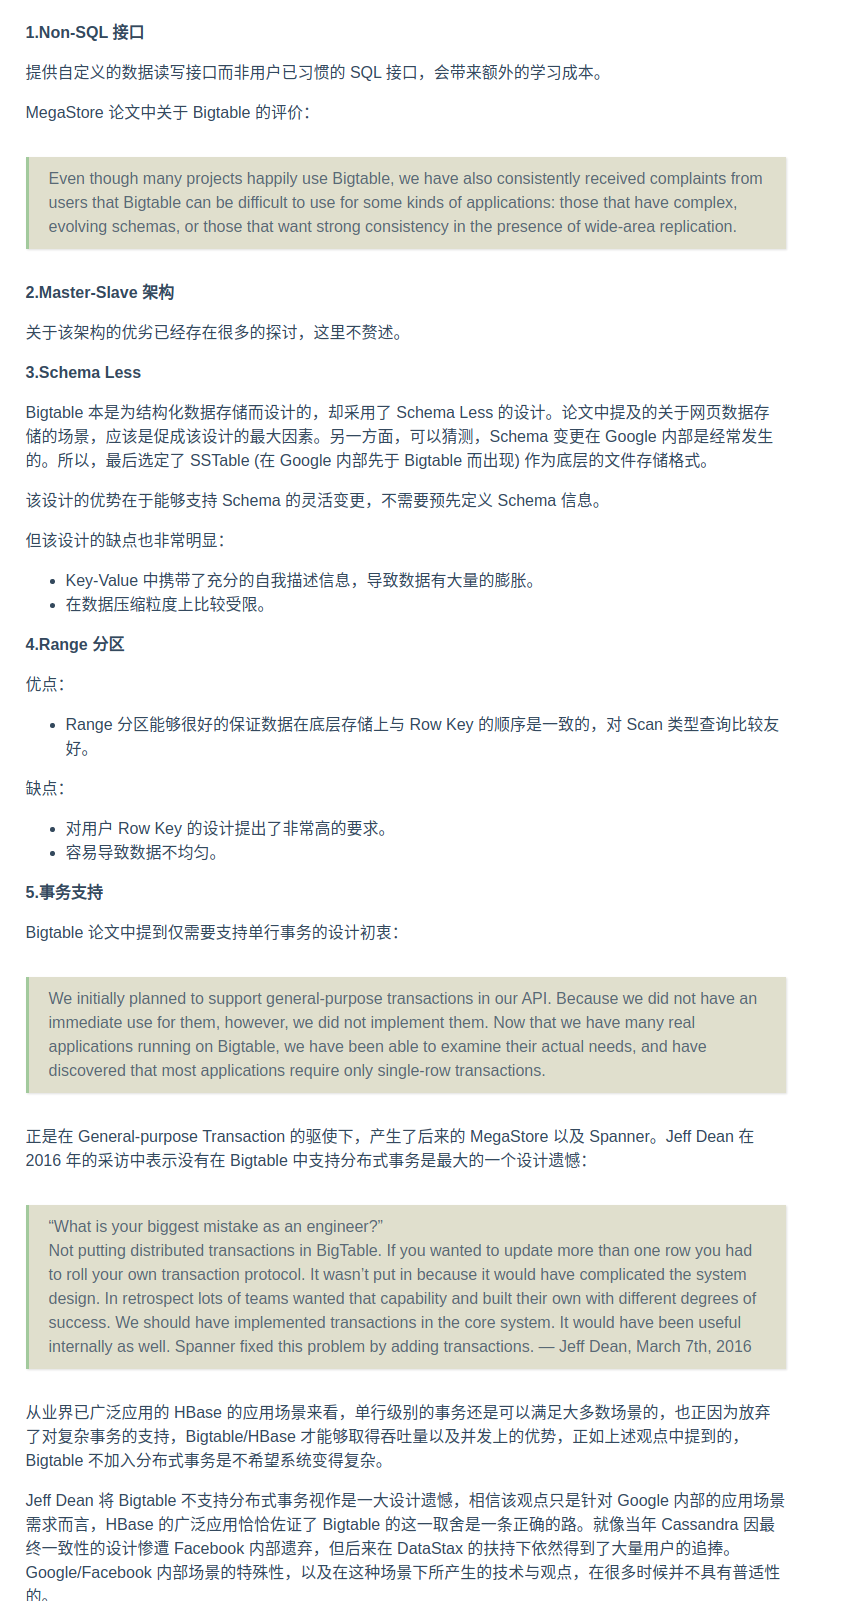 1.Non-SQL 接口
提供自定义的数据读写接口而非用户已习惯的 SQL 接口，会带来额外的学习成本。
MegaStore 论文中关于 Bigtable 的评价：
Even though many projects happily use Bigtable, we have also consistently received complaints from
users that Bigtable can be difficult to use for some kinds of applications: those that have complex,
evolving schemas, or those that want strong consistency in the presence of wide-area replication.
2.Master-Slave 架构
关于该架构的优劣已经存在很多的探讨，这里不赘述。
3.Schema Less
Bigtable 本是为结构化数据存储而设计的，却采用了 Schema Less 的设计。论文中提及的关于网页数据存
储的场景，应该是促成该设计的最大因素。另一方面，可以猜测，Schema 变更在 Google 内部是经常发生
的。所以，最后选定了 SSTable (在 Google 内部先于 Bigtable 而出现) 作为底层的文件存储格式。
该设计的优势在于能够支持 Schema 的灵活变更，不需要预先定义 Schema 信息。
但该设计的缺点也非常明显：
• Key-Value 中携带了充分的自我描述信息，导致数据有大量的膨胀。
• 在数据压缩粒度上比较受限。
4.Range 分区
优点：
• Range 分区能够很好的保证数据在底层存储上与 Row Key 的顺序是一致的，对 Scan 类型查询比较友
好。
缺点：
• 对用户 Row Key 的设计提出了非常高的要求。
• 容易导致数据不均匀。
5.事务支持
Bigtable 论文中提到仅需要支持单行事务的设计初衷：
We initially planned to support general-purpose transactions in our API. Because we did not have an
immediate use for them, however, we did not implement them. Now that we have many real
applications running on Bigtable, we have been able to examine their actual needs, and have
discovered that most applications require only single-row transactions.
正是在 General-purpose Transaction 的驱使下，产生了后来的 MegaStore 以及 Spanner。Jeff Dean 在
2016 年的采访中表示没有在 Bigtable 中支持分布式事务是最大的一个设计遗憾：
“What is your biggest mistake as an engineer?”
Not putting distributed transactions in BigTable. If you wanted to update more than one row you had
to roll your own transaction protocol. It wasn’t put in because it would have complicated the system
design. In retrospect lots of teams wanted that capability and built their own with different degrees of
success. We should have implemented transactions in the core system. It would have been useful
internally as well. Spanner fixed this problem by adding transactions. — Jeff Dean, March 7th, 2016
从业界已广泛应用的 HBase 的应用场景来看，单行级别的事务还是可以满足大多数场景的，也正因为放弃
了对复杂事务的支持，Bigtable/HBase 才能够取得吞吐量以及并发上的优势，正如上述观点中提到的，
Bigtable 不加入分布式事务是不希望系统变得复杂。
Jeff Dean 将 Bigtable 不支持分布式事务视作是一大设计遗憾，相信该观点只是针对 Google 内部的应用场景
需求而言，HBase 的广泛应用恰恰佐证了 Bigtable 的这一取舍是一条正确的路。就像当年 Cassandra 因最
终一致性的设计惨遭 Facebook 内部遗弃，但后来在 DataStax 的扶持下依然得到了大量用户的追捧。
Google/Facebook 内部场景的特殊性，以及在这种场景下所产生的技术与观点，在很多时候并不具有普适性
的。